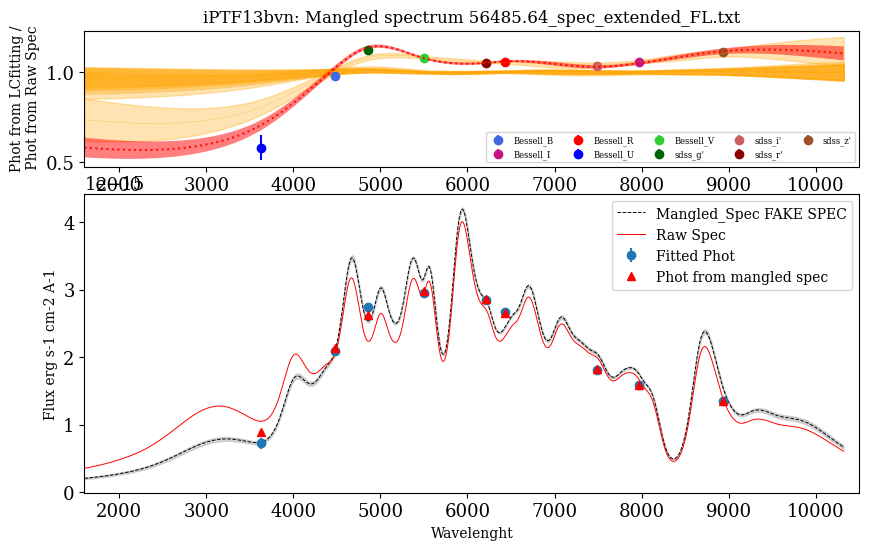 iPTF13bvn: Mangled spectrum 56485.64_spec_extended_FL.txt
Phot from LCfitting /
Phot from Raw Spec
1.0
0.5
Bessell_B Bessell_R Bessell_V sdss_i' sdss_z'
Bessell_I Bessell_U sdss_g' sdss_r'
2000 3000 4000 5000 6000 7000 8000 9000 10000
1e−15
Mangled_Spec FAKE SPEC
Raw Spec
Fitted Phot
Phot from mangled spec
Flux erg s-1 cm-2 A-1
4
3
2
1
0
2000 3000 4000 5000 6000 7000 8000 9000 10000
Wavelenght